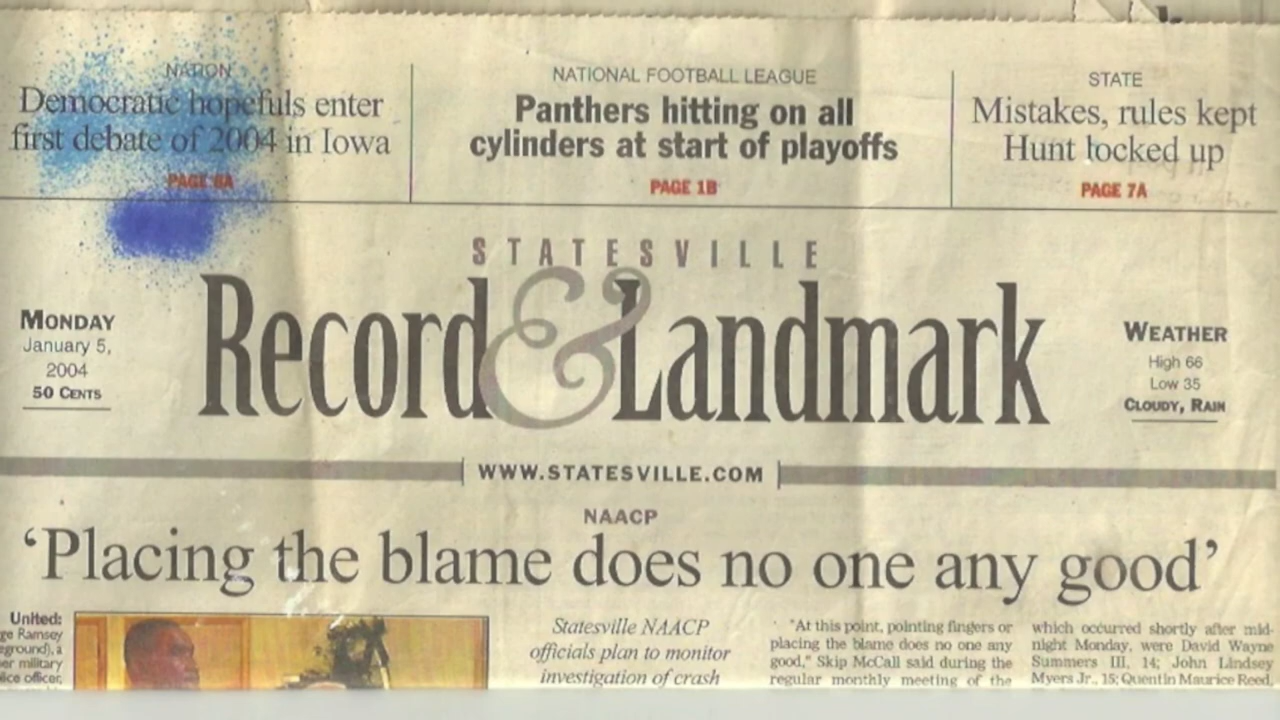 NATION
Democratic hopefuls enter
first debate of 2004 in Iowa
PAGE 6A
NATIONAL FOOTBALL LEAGUE
Panthers hitting on all
cylinders at start of playoffs
PAGE 1B
STATE
Mistakes, rules kept
Hunt locked up
PAGE 7A
STATESVILLE
Record & Landmark
MONDAY
January 5,
2004
50 CENTS
WEATHER
High 66
Low 35
CLOUDY, RAIN
WWW.STATESVILLE.COM
NAACP
‘Placing the blame does no one any good’
United:
Ramsey
a
military
officer,
Statesville NAACP
officials plan to monitor
investigation of crash
"At this point, pointing fingers or
placing the blame does no one any
good," Skip McCall said during the
regular monthly meeting of the
which occurred shortly after mid-
night Monday, were David Wayne
Summers III, 14; John Lindsey
Myers Jr., 15; Quentin Maurice Reed,